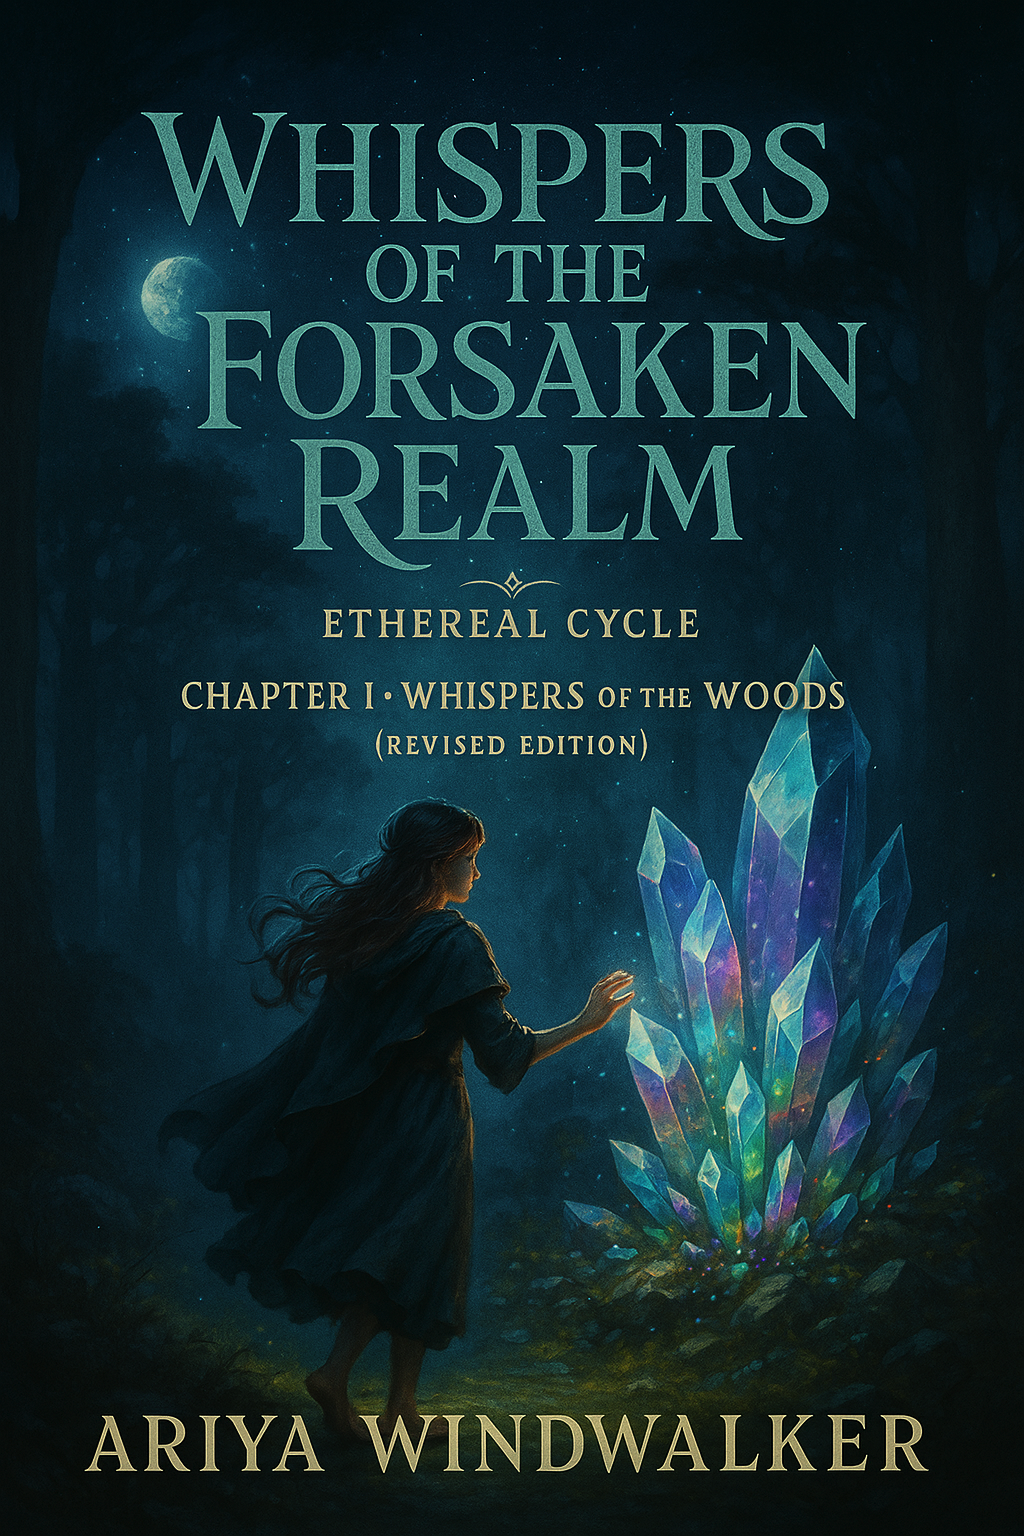 WHISPERS
OF THE
FORSAKEN
REALM
ETHEREAL CYCLE
CHAPTER I · WHISPERS OF THE WOODS
(REVISED EDITION)
ARIYA WINDWALKER